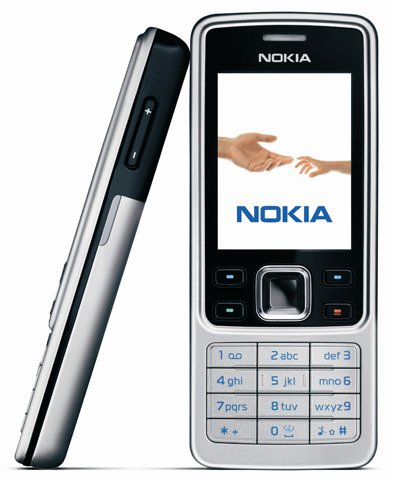 NOKIA
NOKIA
1 2 abc def 3
4 ghi 5 jkl mno 6
7 pqrs 8 tuv wxyz 9
* + 0 #
+
-